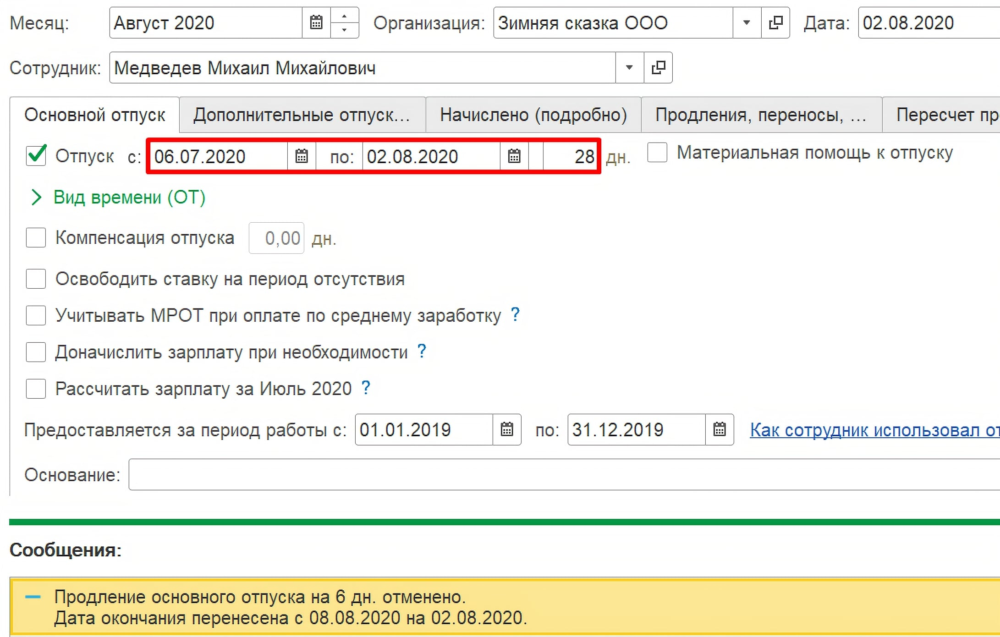 Месяц: Август 2020 Организация: Зимняя сказка ООО Дата: 02.08.2020
Сотрудник: Медведев Михаил Михайлович
Основной отпуск Дополнительные отпуск... Начислено (подробно) Продления, переносы, ... Пересчет пр
Отпуск с: 06.07.2020 по: 02.08.2020 28 дн. Материальная помощь к отпуску
Вид времени (ОТ)
Компенсация отпуска 0,00 дн.
Освободить ставку на период отсутствия
Учитывать МРОТ при оплате по среднему заработку ?
Доначислить зарплату при необходимости ?
Рассчитать зарплату за Июль 2020 ?
Предоставляется за период работы с: 01.01.2019 по: 31.12.2019 Как сотрудник использовал от
Основание:
Сообщения:
Продление основного отпуска на 6 дн. отменено.
Дата окончания перенесена с 08.08.2020 на 02.08.2020.